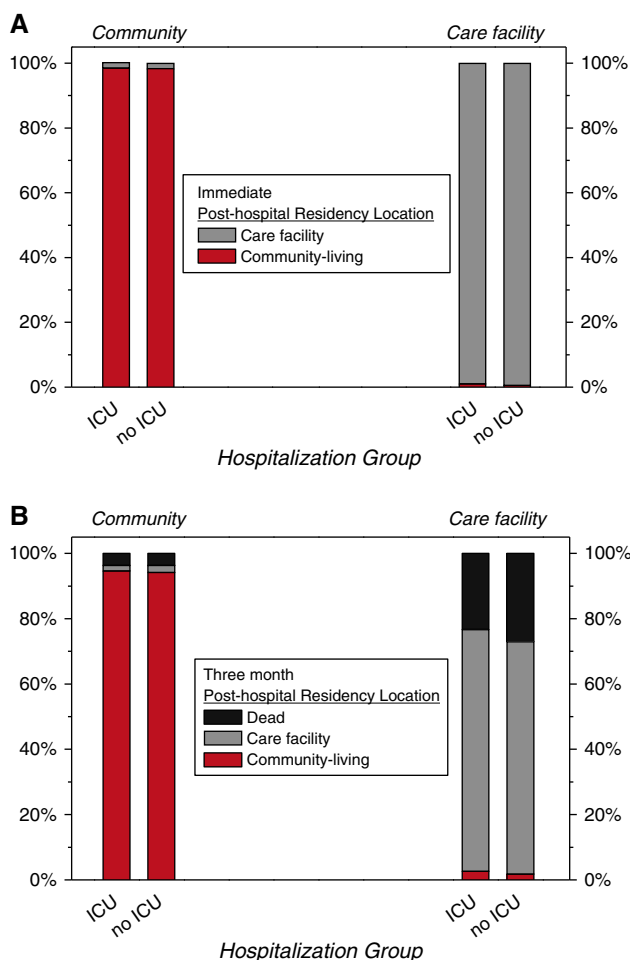 A
Community
Care facility
100%
100%
80%
80%
Immediate
Post-hospital Residency Location
Care facility
Community-living
60%
60%
40%
40%
20%
20%
0%
0%
ICU
no ICU
ICU
no ICU
Hospitalization Group
B
Community
Care facility
100%
100%
80%
80%
Three month
Post-hospital Residency Location
Dead
Care facility
Community-living
60%
60%
40%
40%
20%
20%
0%
0%
ICU
no ICU
ICU
no ICU
Hospitalization Group